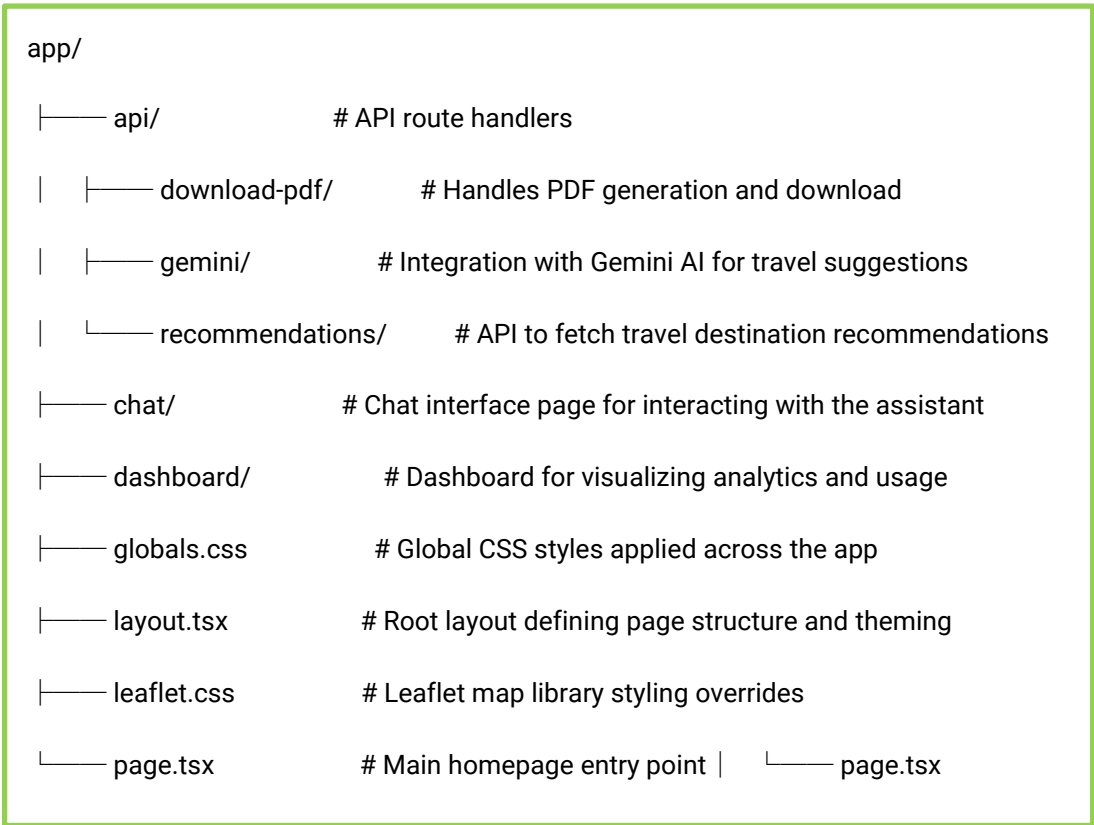 app/
├── api/ # API route handlers
│ ├── download-pdf/ # Handles PDF generation and download
│ ├── gemini/ # Integration with Gemini AI for travel suggestions
│ └── recommendations/ # API to fetch travel destination recommendations
├── chat/ # Chat interface page for interacting with the assistant
├── dashboard/ # Dashboard for visualizing analytics and usage
├── globals.css # Global CSS styles applied across the app
├── layout.tsx # Root layout defining page structure and theming
├── leaflet.css # Leaflet map library styling overrides
└── page.tsx # Main homepage entry point │ └── page.tsx